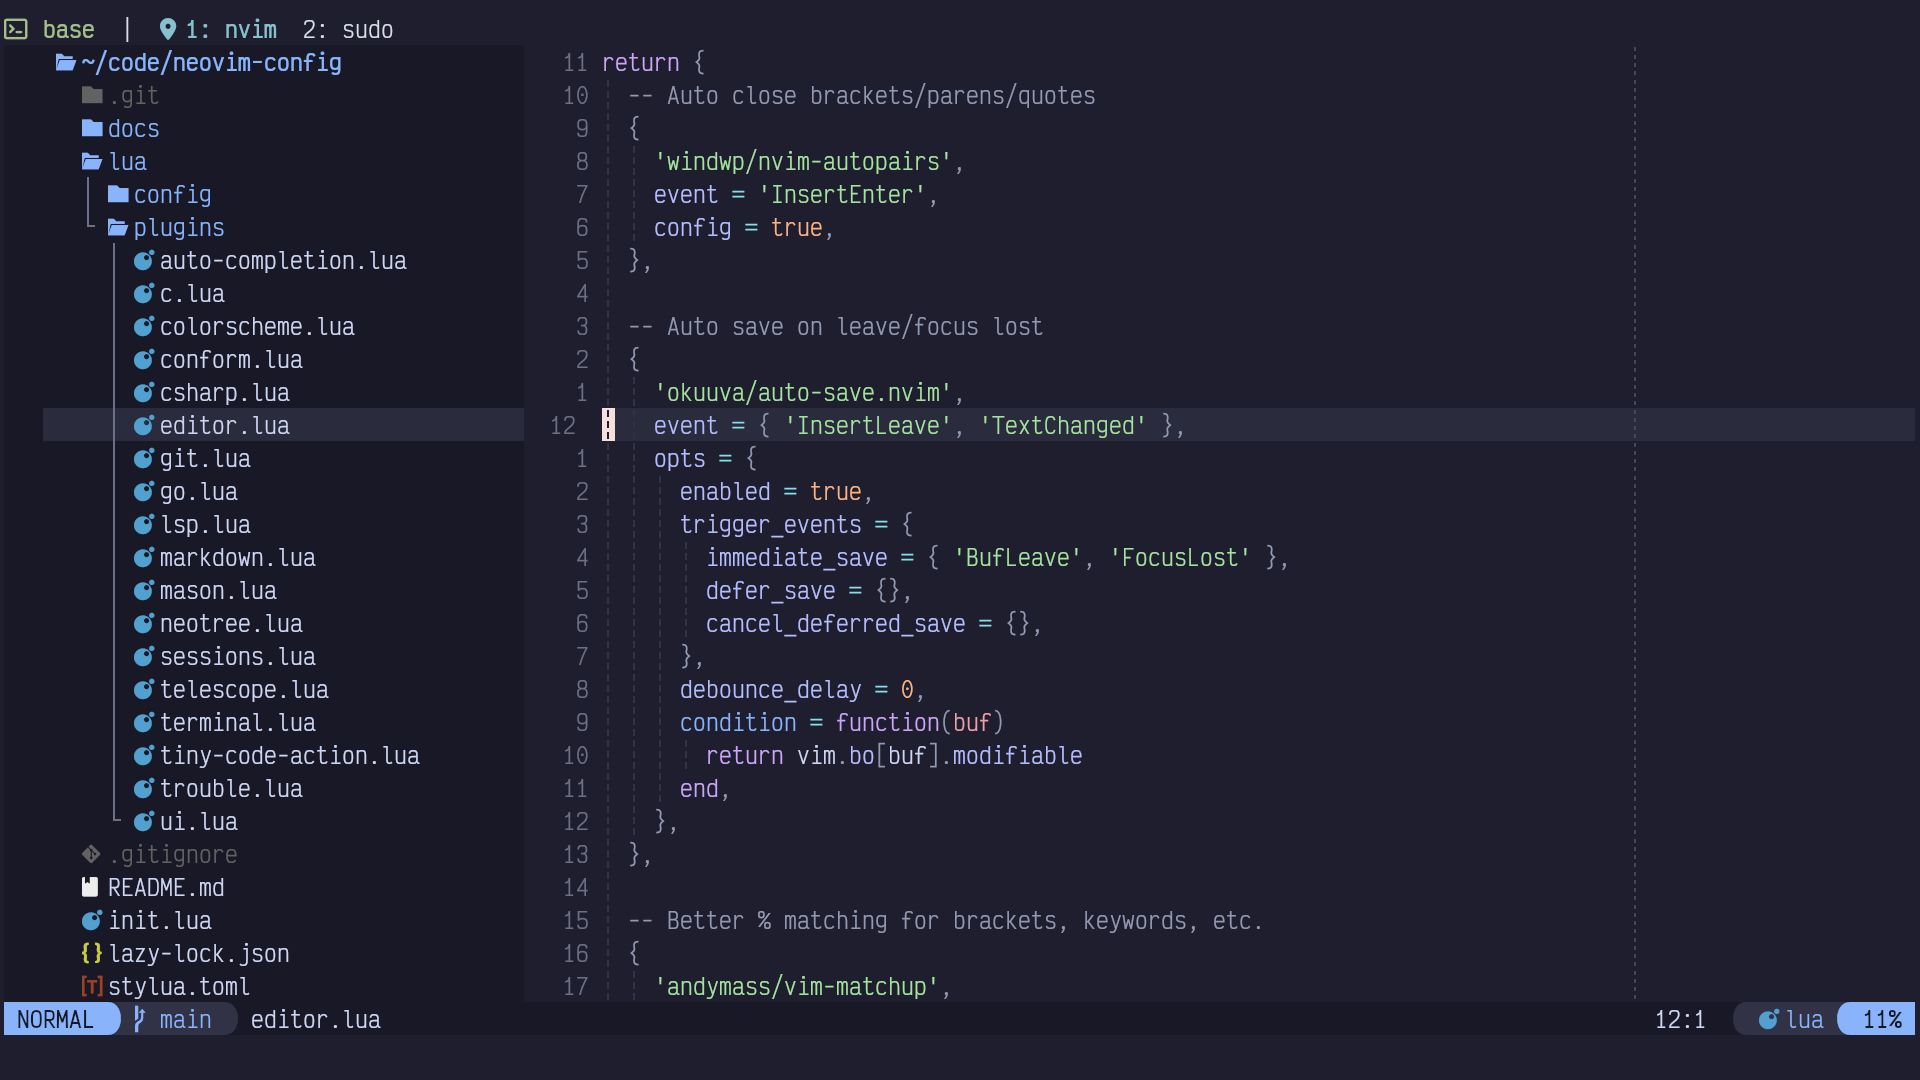 base | 1: nvim 2: sudo
~/code/neovim-config
.git
docs
lua
config
plugins
auto-completion.lua
c.lua
colorscheme.lua
conform.lua
csharp.lua
editor.lua
git.lua
go.lua
lsp.lua
markdown.lua
mason.lua
neotree.lua
sessions.lua
telescope.lua
terminal.lua
tiny-code-action.lua
trouble.lua
ui.lua
.gitignore
README.md
init.lua
{} lazy-lock.json
[T] stylua.toml
11 return {
10 -- Auto close brackets/parens/quotes
9 {
8 'windwp/nvim-autopairs',
7 event = 'InsertEnter',
6 config = true,
5 },
4
3 -- Auto save on leave/focus lost
2 {
1 'okuuva/auto-save.nvim',
12 event = { 'InsertLeave', 'TextChanged' },
1 opts = {
2 enabled = true,
3 trigger_events = {
4 immediate_save = { 'BufLeave', 'FocusLost' },
5 defer_save = {},
6 cancel_deferred_save = {},
7 },
8 debounce_delay = 0,
9 condition = function(buf)
10 return vim.bo[buf].modifiable
11 end,
12 },
13 },
14
15 -- Better % matching for brackets, keywords, etc.
16 {
17 'andymass/vim-matchup',
NORMAL main editor.lua 12:1 lua 11%